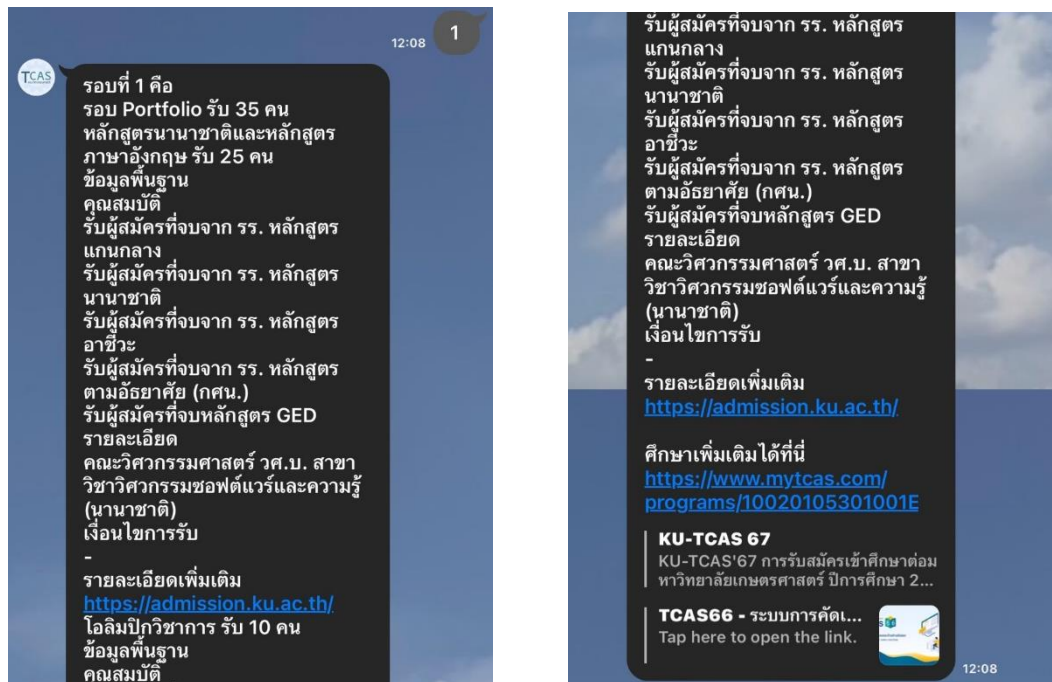 1
12:08
TCAS
รอบที่ 1 คือ
รอบ Portfolio รับ 35 คน
หลักสูตรนานาชาติและหลักสูตร
ภาษาอังกฤษ รับ 25 คน
ข้อมูลพื้นฐาน
คุณสมบัติ
รับผู้สมัครที่จบจาก รร. หลักสูตร
แกนกลาง
รับผู้สมัครที่จบจาก รร. หลักสูตร
นานาชาติ
รับผู้สมัครที่จบจาก รร. หลักสูตร
อาชีวะ
รับผู้สมัครที่จบจาก รร. หลักสูตร
ตามอัธยาศัย (กศน.)
รับผู้สมัครที่จบหลักสูตร GED
รายละเอียด
คณะวิศวกรรมศาสตร์ วศ.บ. สาขา
วิชาวิศวกรรมซอฟต์แวร์และความรู้
(นานาชาติ)
เงื่อนไขการรับ
-
รายละเอียดเพิ่มเติม
https://admission.ku.ac.th/
โอลิมปิกวิชาการ รับ 10 คน
ข้อมูลพื้นฐาน
คุณสมบัติ
รับผู้สมัครที่จบจาก รร. หลักสูตร
แกนกลาง
รับผู้สมัครที่จบจาก รร. หลักสูตร
นานาชาติ
รับผู้สมัครที่จบจาก รร. หลักสูตร
อาชีวะ
รับผู้สมัครที่จบจาก รร. หลักสูตร
ตามอัธยาศัย (กศน.)
รับผู้สมัครที่จบหลักสูตร GED
รายละเอียด
คณะวิศวกรรมศาสตร์ วศ.บ. สาขา
วิชาวิศวกรรมซอฟต์แวร์และความรู้
(นานาชาติ)
เงื่อนไขการรับ
-
รายละเอียดเพิ่มเติม
https://admission.ku.ac.th/
ศึกษาเพิ่มเติมได้ที่นี่
https://www.mytcas.com/
programs/10020105301001E
KU-TCAS 67
KU-TCAS'67 การรับสมัครเข้าศึกษาต่อม
หาวิทยาลัยเกษตรศาสตร์ ปีการศึกษา 2...
TCAS66 - ระบบการคัดเ...
Tap here to open the link.
12:08